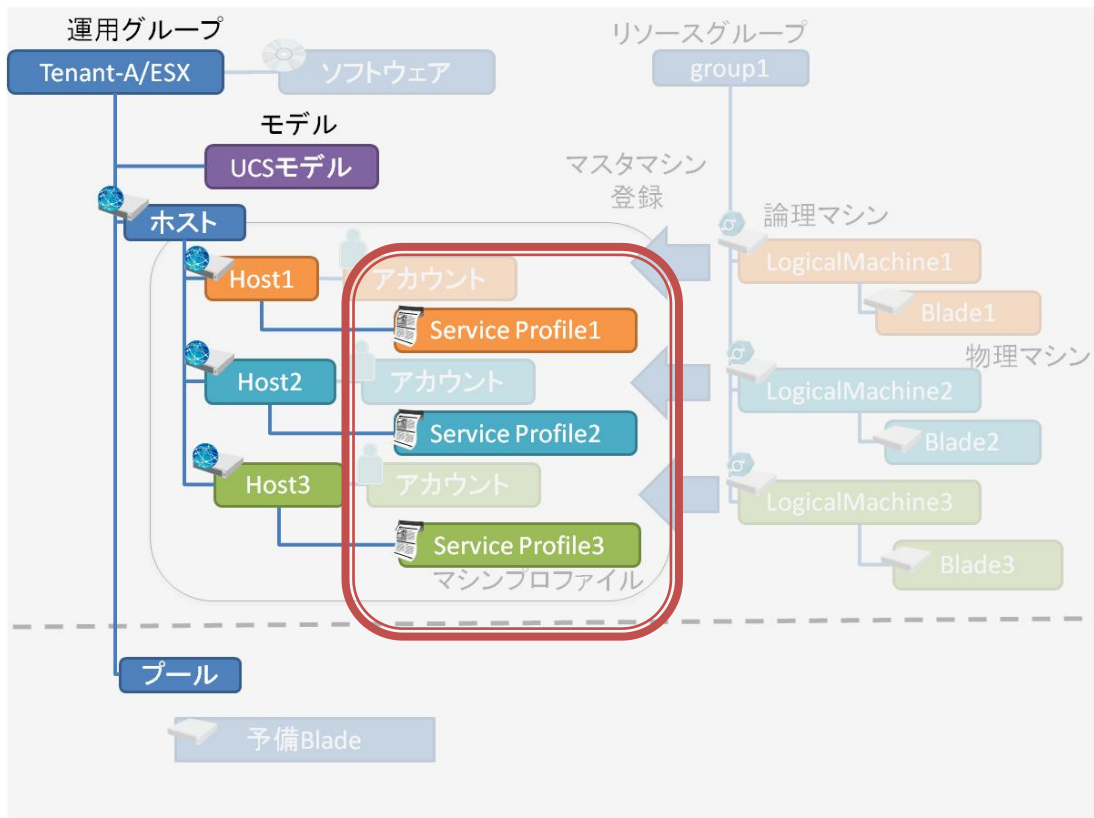 運用グループ
Tenant-A/ESX
ソフトウェア
リソースグループ
group1
モデル
UCSモデル
マスタマシン
登録
ホスト
論理マシン
Host1
アカウント
LogicalMachine1
Service Profile1
Blade1
物理マシン
Host2
アカウント
LogicalMachine2
Service Profile2
Blade2
Host3
アカウント
LogicalMachine3
Service Profile3
Blade3
マシンプロファイル
プール
予備Blade